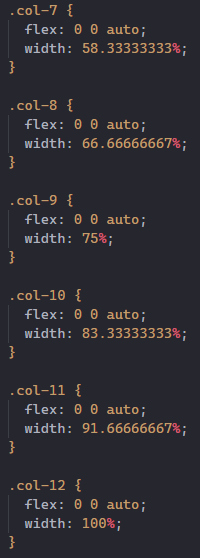 .col-7 {
  flex: 0 0 auto;
  width: 58.33333333%;
}

.col-8 {
  flex: 0 0 auto;
  width: 66.66666667%;
}

.col-9 {
  flex: 0 0 auto;
  width: 75%;
}

.col-10 {
  flex: 0 0 auto;
  width: 83.33333333%;
}

.col-11 {
  flex: 0 0 auto;
  width: 91.66666667%;
}

.col-12 {
  flex: 0 0 auto;
  width: 100%;
}